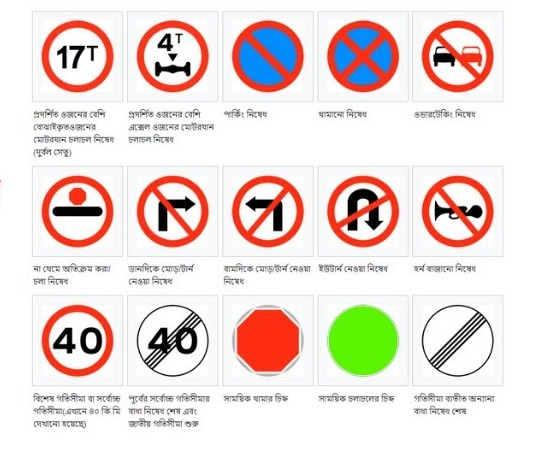 17T
4T
প্রদর্শিত ওজনের বেশি
বোঝাইকৃতওজনের
মোটরযান চলাচল নিষেধ
(দুর্বল সেতু)
প্রদর্শিত ওজনের বেশি
এক্সেল ওজনের মোটরযান
চলাচল নিষেধ
পার্কিং নিষেধ
থামানো নিষেধ
ওভারটেকিং নিষেধ
না থেমে অতিক্রম করা/
চলা নিষেধ
ডানদিকে মোড়/টার্ন
নেওয়া নিষেধ
বামদিকে মোড়/টার্ন নেওয়া
নিষেধ
ইউটার্ন নেওয়া নিষেধ
হর্ন বাজানো নিষেধ
40
40
বিশেষ গতিসীমা বা সর্বোচ্চ
গতিসীমা(এখানে ৪০ কি.মি
দেখানো হয়েছে)
পূর্বের সর্বোচ্চ গতিসীমার
বাধা নিষেধ শেষ এবং
জাতীয় গতিসীমা শুরু
সাময়িক থামার চিহ্ন
সাময়িক চলাচলের চিহ্ন
গতিসীমা ব্যতীত অন্যান্য
বাধা নিষেধ শেষ